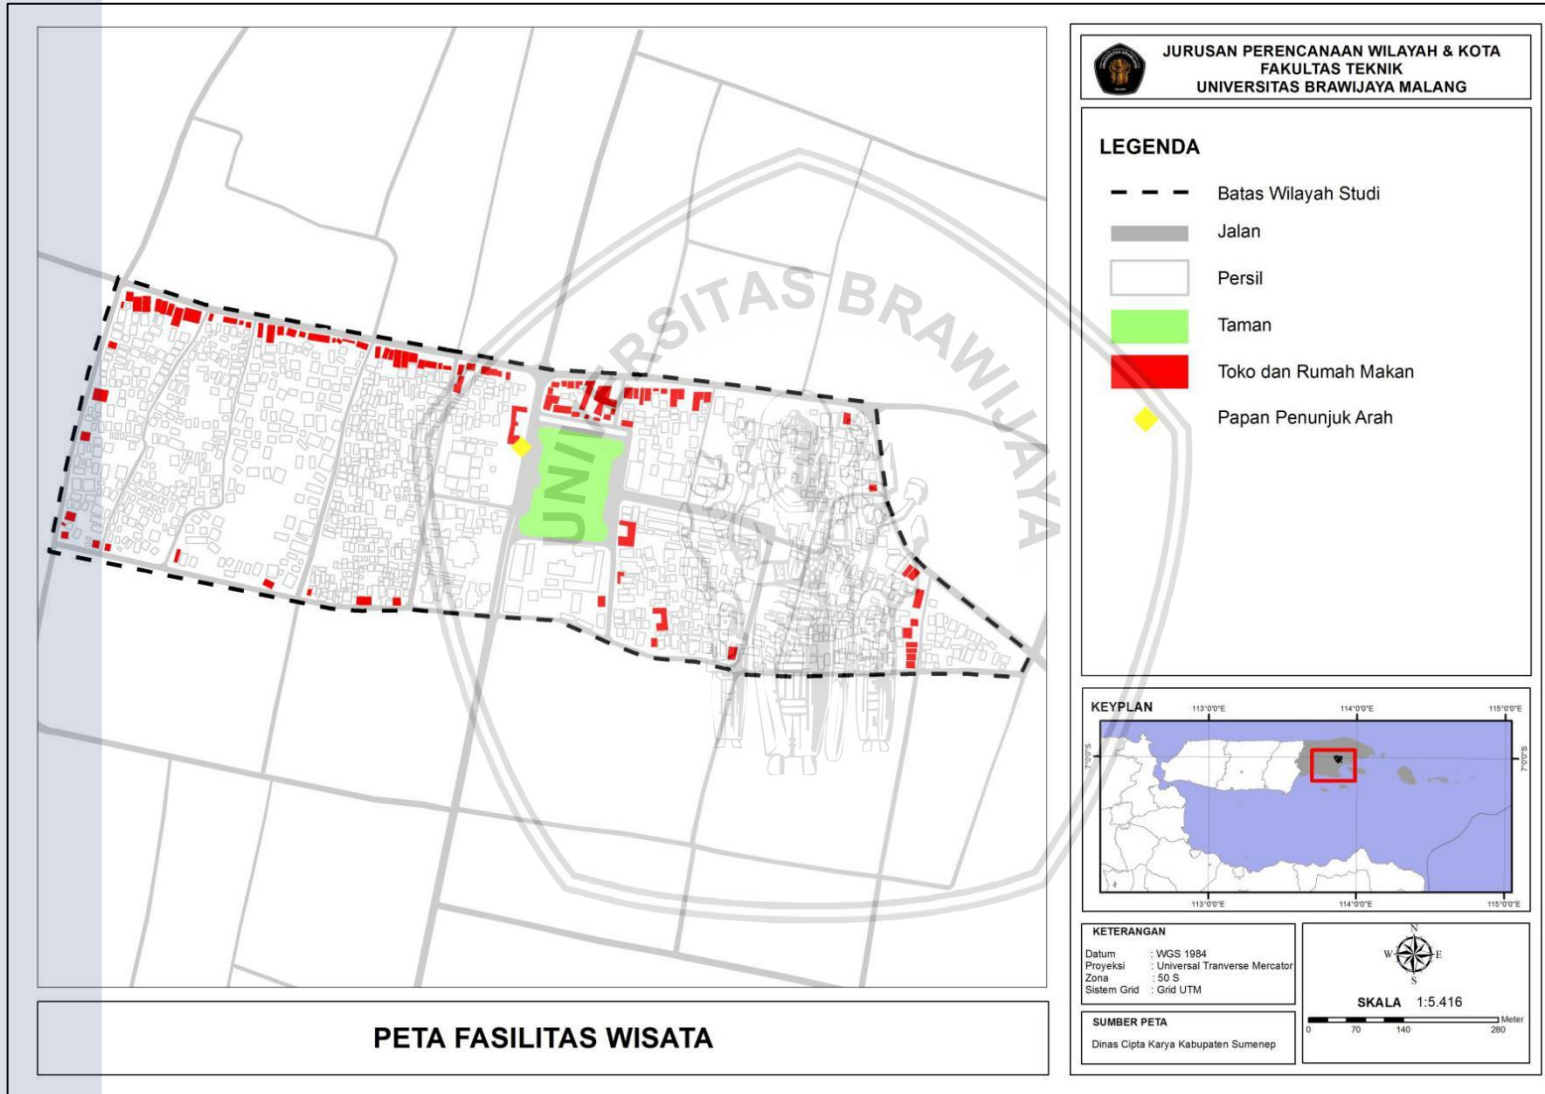 JURUSAN PERENCANAAN WILAYAH & KOTA
FAKULTAS TEKNIK
UNIVERSITAS BRAWIJAYA MALANG
LEGENDA
Batas Wilayah Studi
Jalan
Persil
Taman
Toko dan Rumah Makan
Papan Penunjuk Arah
UNIVERSITAS BRAWIJAYA
KEYPLAN
113°0'0"E 114°0'0"E 115°0'0"E
7°0'0"S 7°0'0"S
113°0'0"E 114°0'0"E 115°0'0"E
KETERANGAN
Datum : WGS 1984
Proyeksi : Universal Tranverse Mercator
Zona : 50 S
Sistem Grid : Grid UTM
N
W E
S
SKALA 1:5.416
Meter
0 70 140 280
SUMBER PETA
Dinas Cipta Karya Kabupaten Sumenep
PETA FASILITAS WISATA